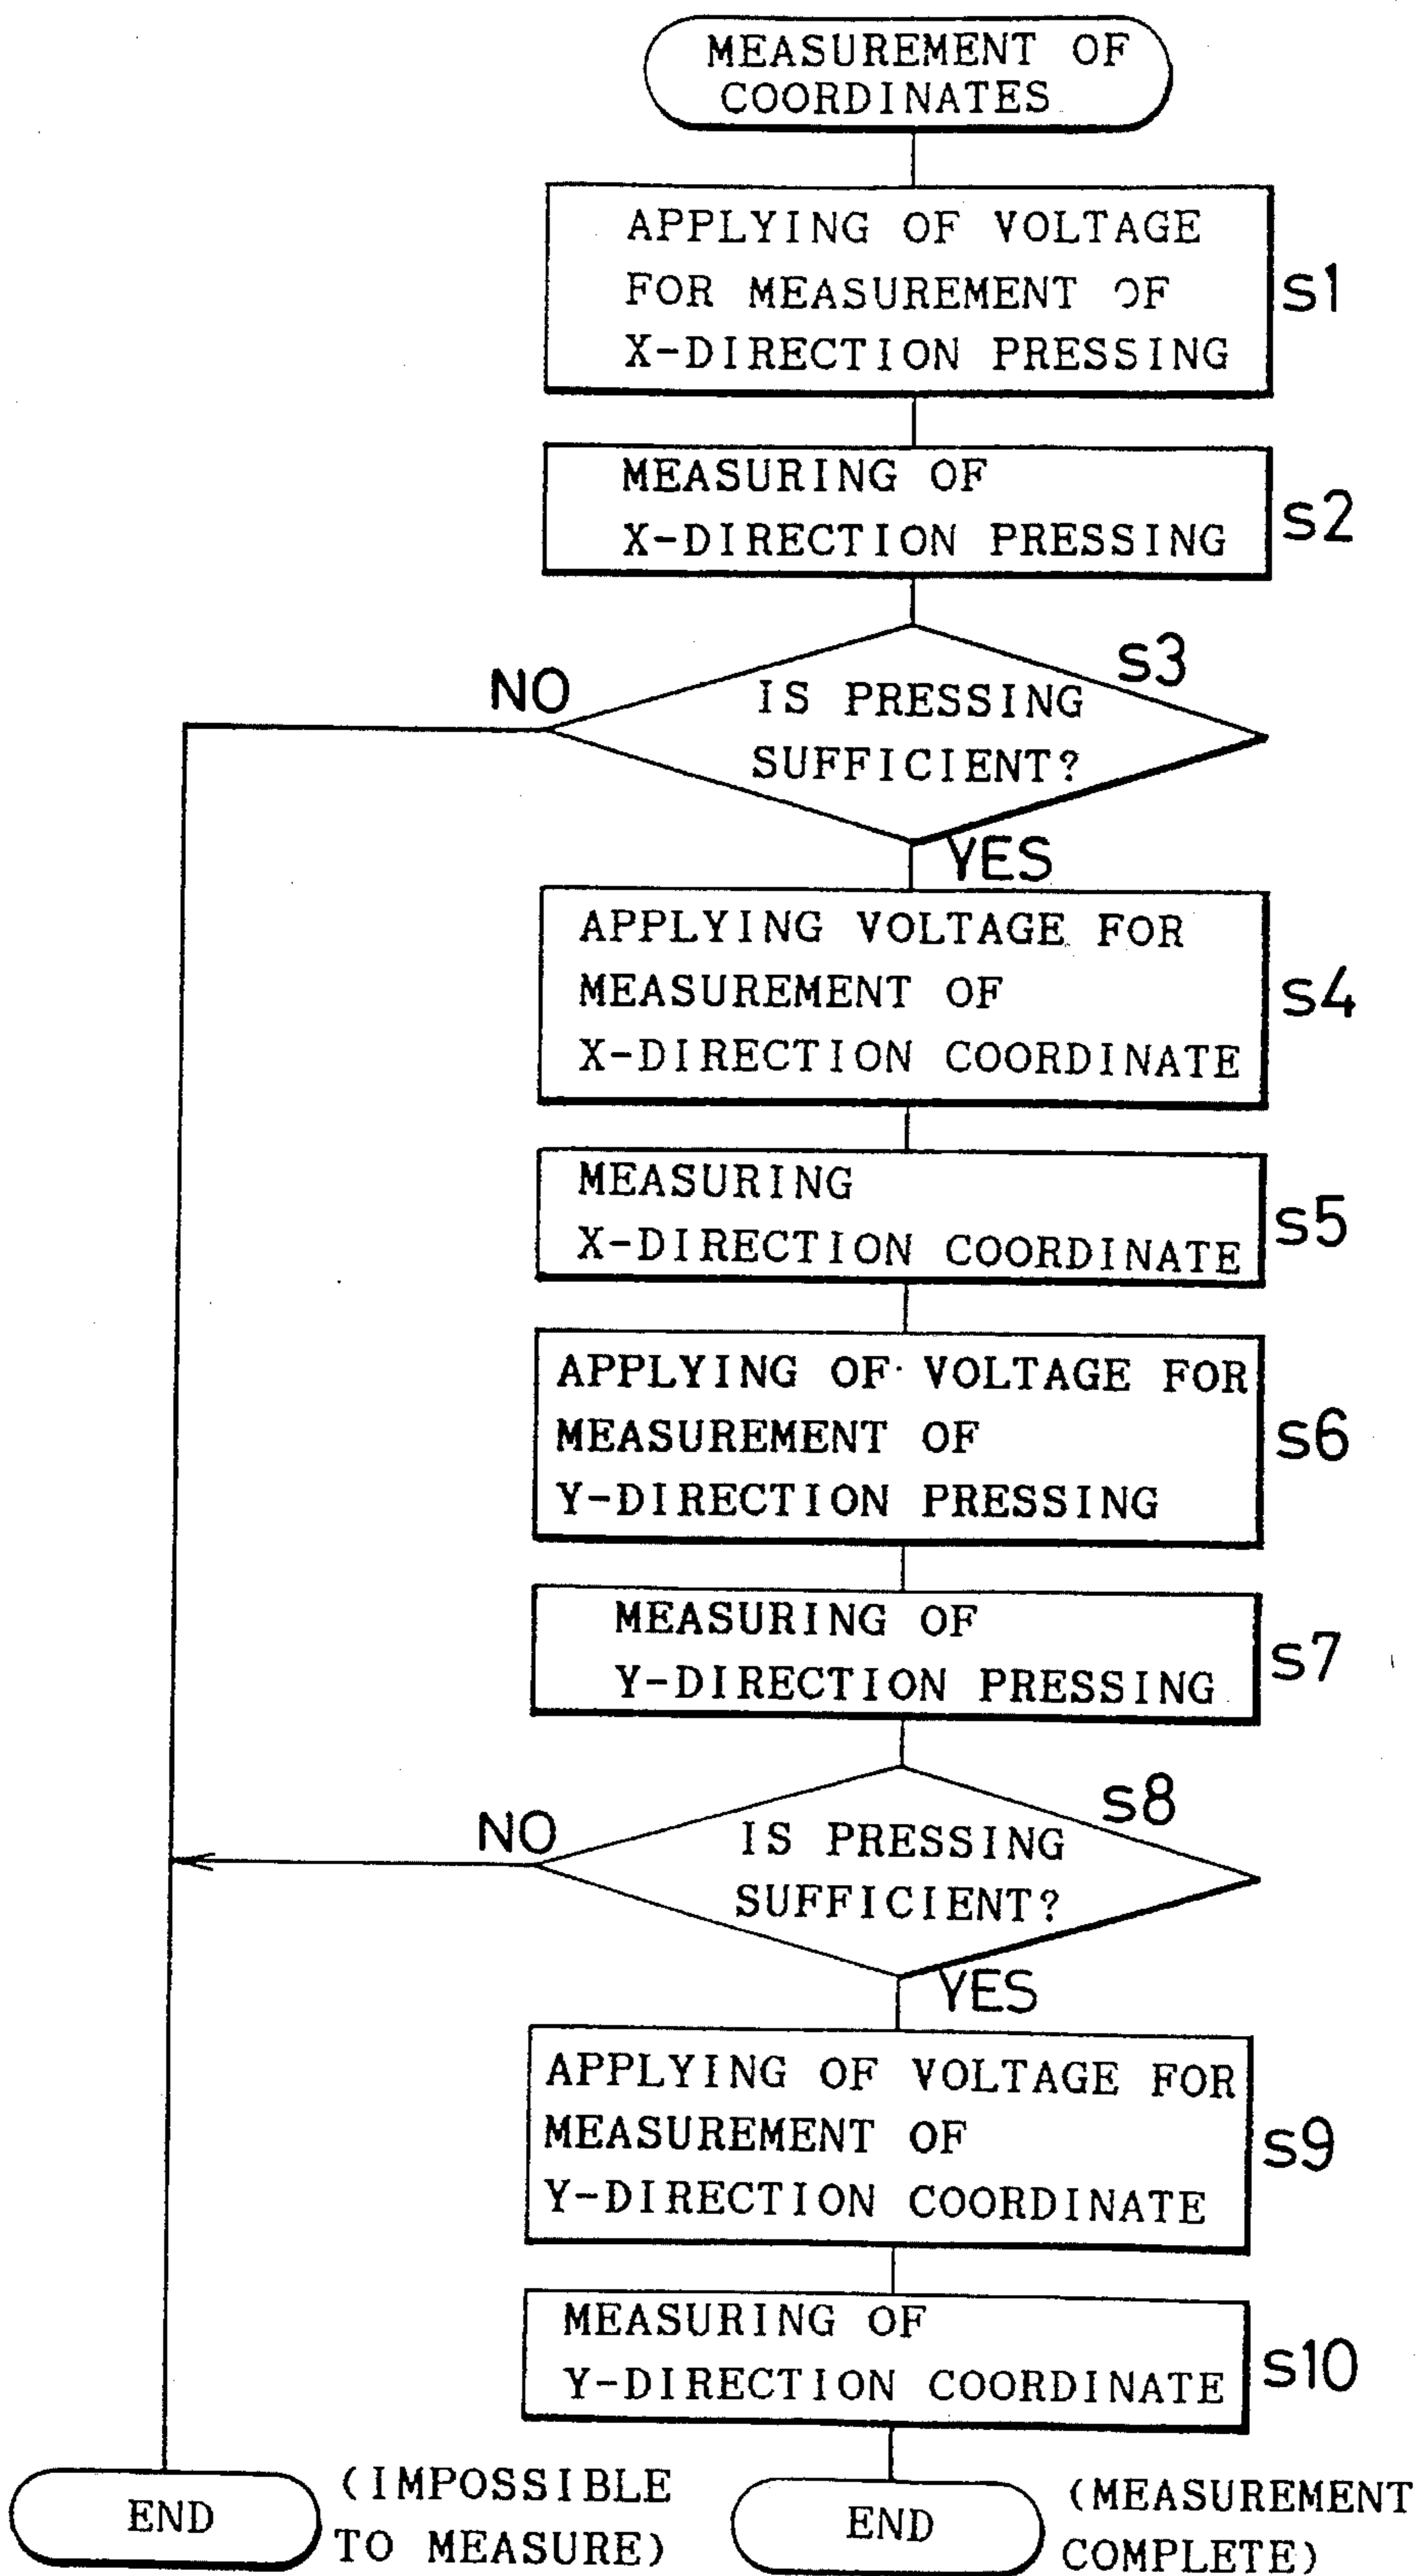 MEASUREMENT OF
COORDINATES
APPLYING OF VOLTAGE
FOR MEASUREMENT OF
X-DIRECTION PRESSING
s1
MEASURING OF
X-DIRECTION PRESSING
s2
s3
NO
IS PRESSING
SUFFICIENT?
YES
APPLYING VOLTAGE FOR
MEASUREMENT OF
X-DIRECTION COORDINATE
s4
MEASURING
X-DIRECTION COORDINATE
s5
APPLYING OF VOLTAGE FOR
MEASUREMENT OF
Y-DIRECTION PRESSING
s6
MEASURING OF
Y-DIRECTION PRESSING
s7
s8
NO
IS PRESSING
SUFFICIENT?
YES
APPLYING OF VOLTAGE FOR
MEASUREMENT OF
Y-DIRECTION COORDINATE
s9
MEASURING OF
Y-DIRECTION COORDINATE
s10
END
(IMPOSSIBLE
TO MEASURE)
END
(MEASUREMENT
COMPLETE)